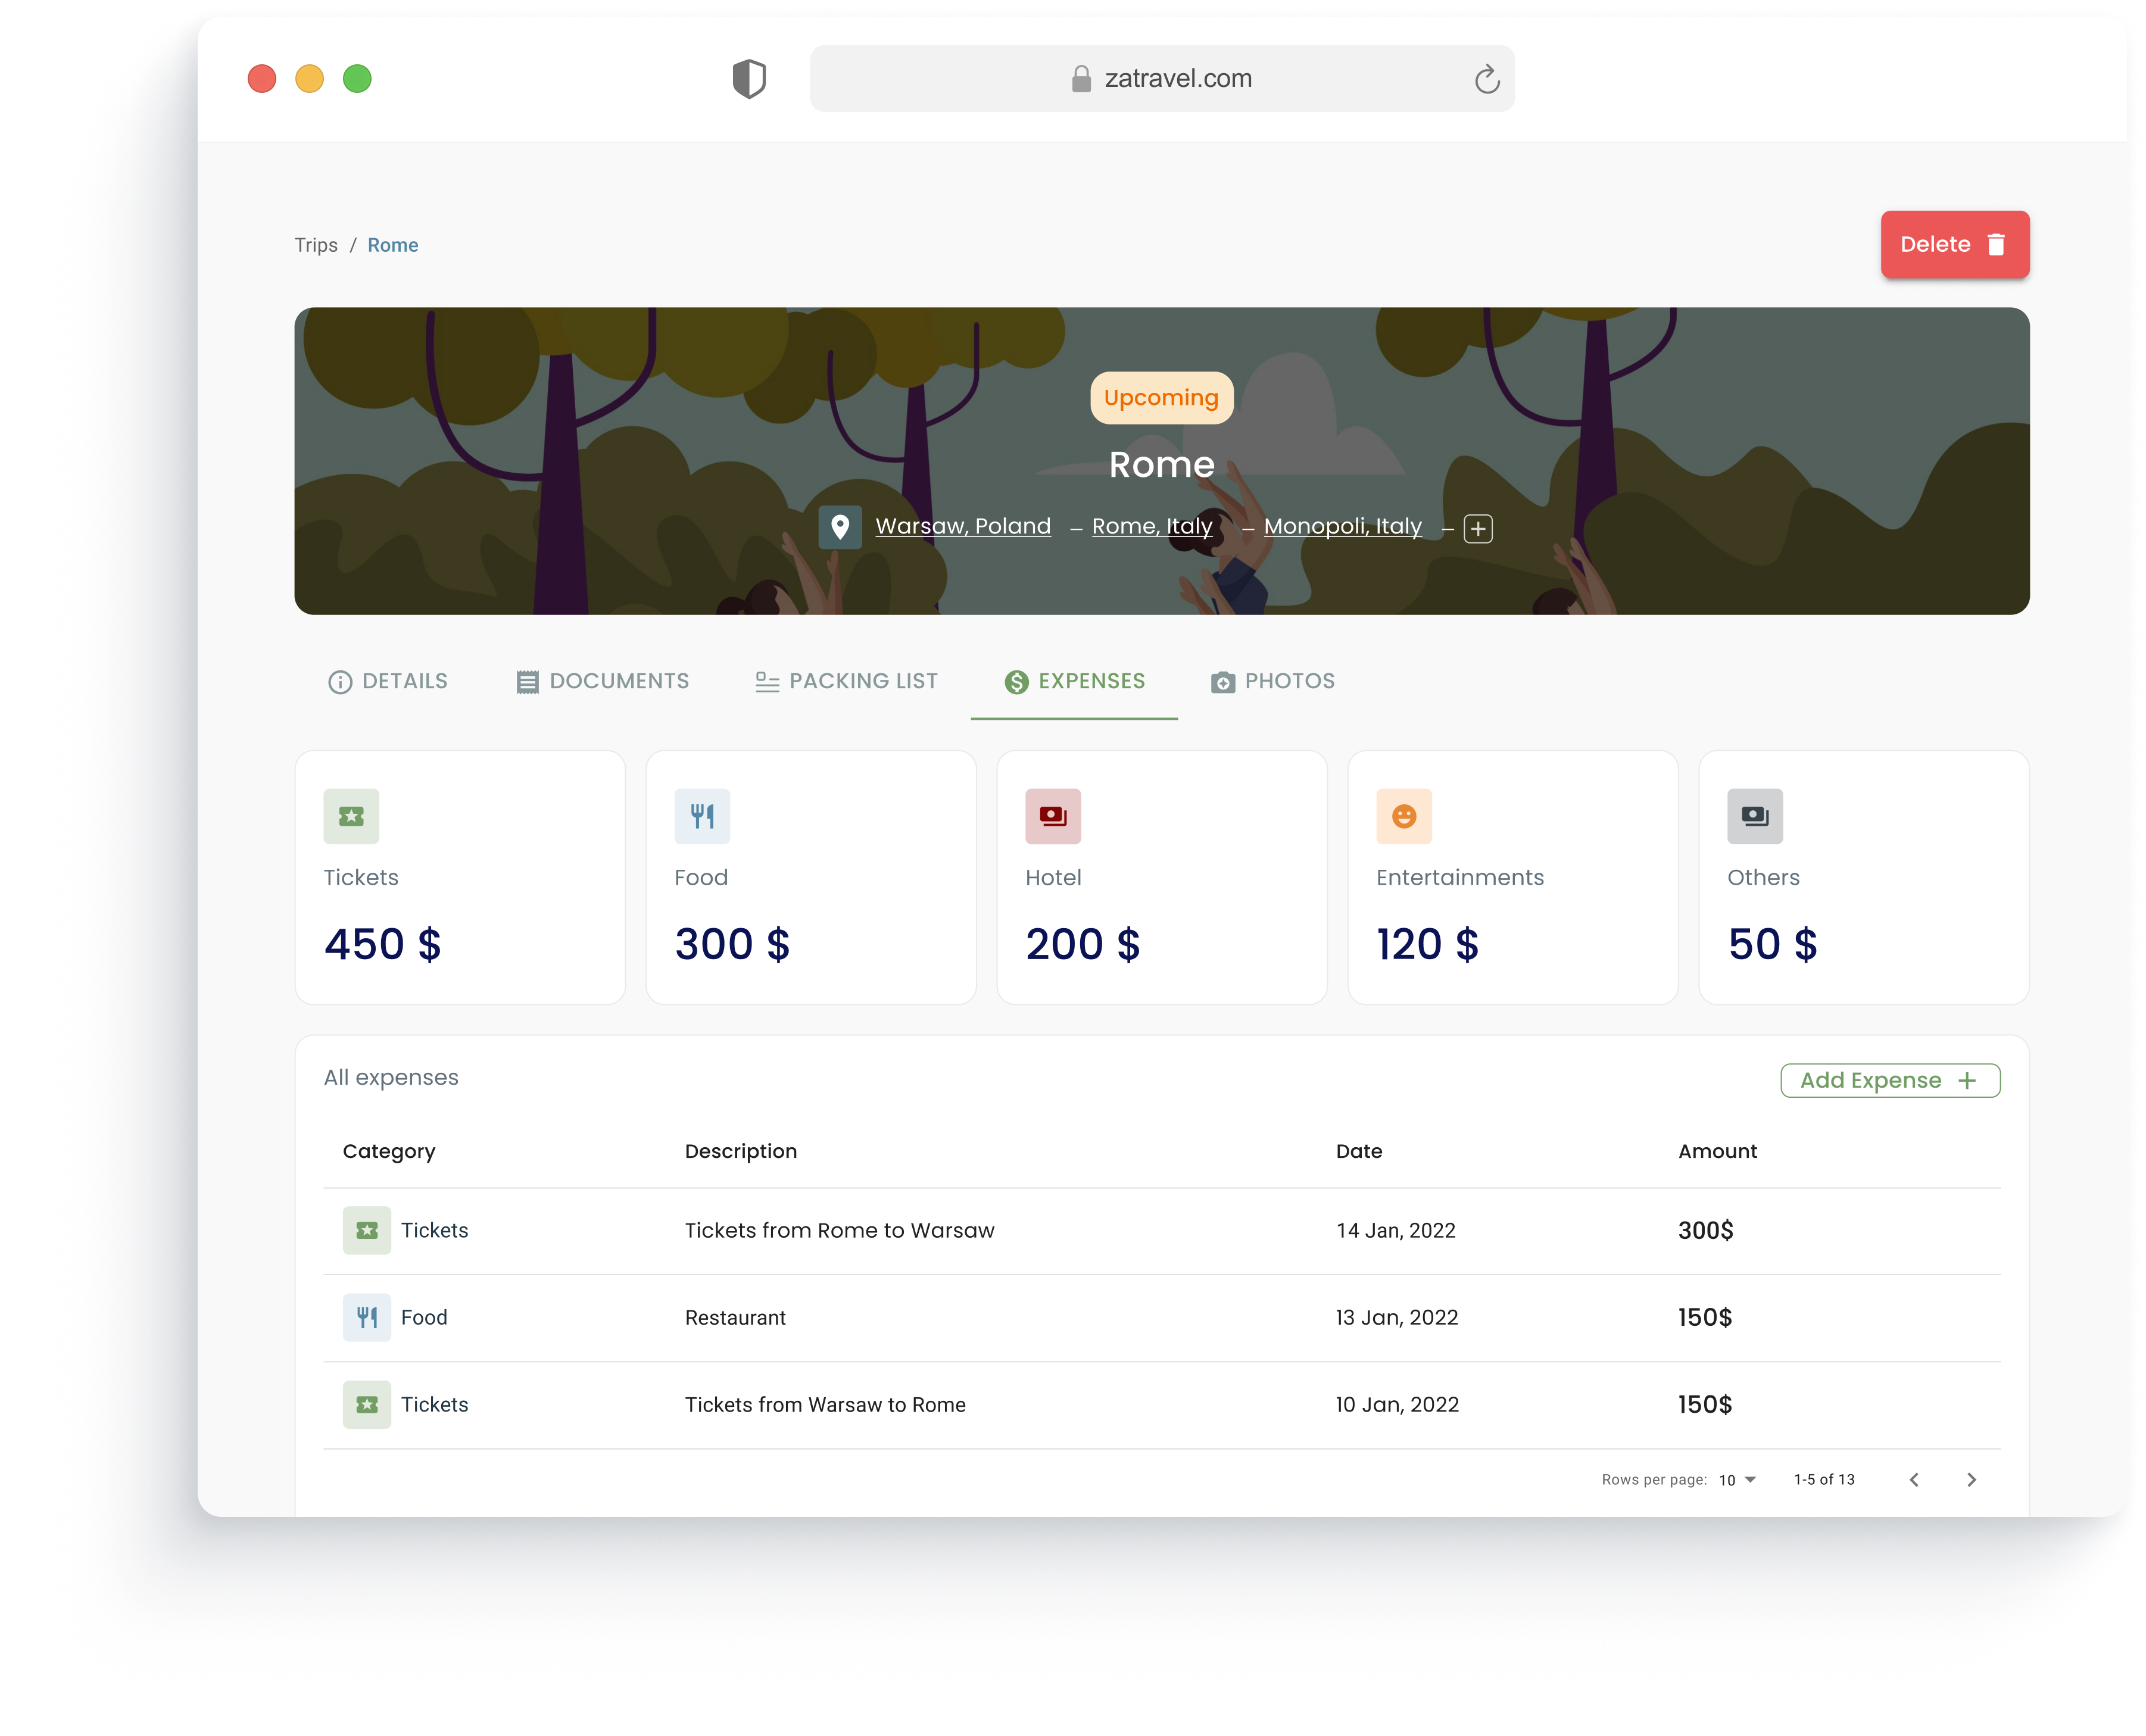 zatravel.com
Trips / Rome
Delete
Upcoming
Rome
Warsaw, Poland – Rome, Italy – Monopoli, Italy –
DETAILS DOCUMENTS PACKING LIST EXPENSES PHOTOS
Tickets Food Hotel Entertainments Others
450 $ 300 $ 200 $ 120 $ 50 $
All expenses Add Expense +
Category Description Date Amount
Tickets Tickets from Rome to Warsaw 14 Jan, 2022 300$
Food Restaurant 13 Jan, 2022 150$
Tickets Tickets from Warsaw to Rome 10 Jan, 2022 150$
Rows per page: 10 1-5 of 13